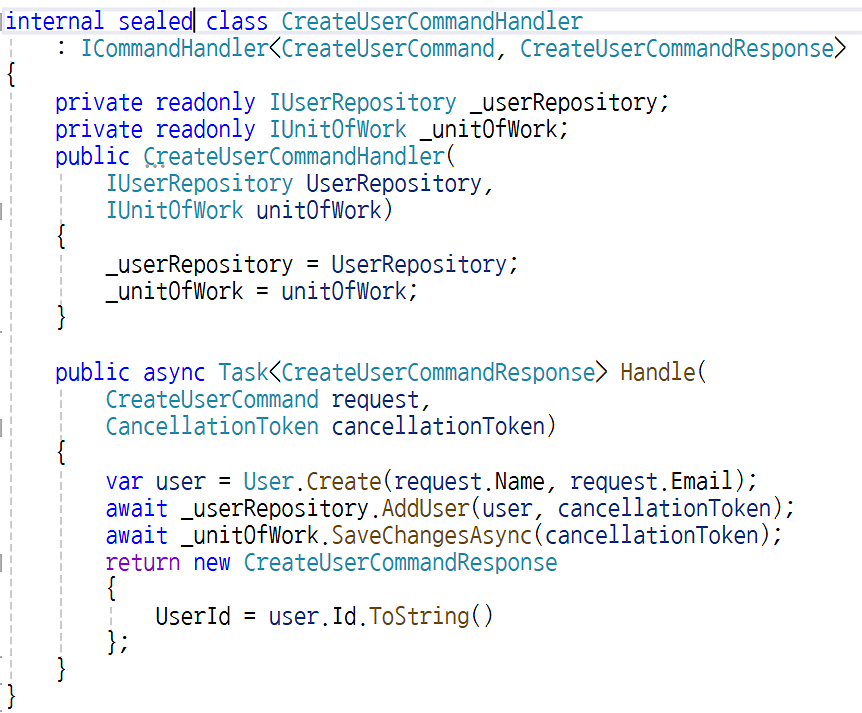 internal sealed class CreateUserCommandHandler
    : ICommandHandler<CreateUserCommand, CreateUserCommandResponse>
{
    private readonly IUserRepository _userRepository;
    private readonly IUnitOfWork _unitOfWork;
    public CreateUserCommandHandler(
        IUserRepository UserRepository,
        IUnitOfWork unitOfWork)
    {
        _userRepository = UserRepository;
        _unitOfWork = unitOfWork;
    }

    public async Task<CreateUserCommandResponse> Handle(
        CreateUserCommand request,
        CancellationToken cancellationToken)
    {
        var user = User.Create(request.Name, request.Email);
        await _userRepository.AddUser(user, cancellationToken);
        await _unitOfWork.SaveChangesAsync(cancellationToken);
        return new CreateUserCommandResponse
        {
            UserId = user.Id.ToString()
        };
    }
}